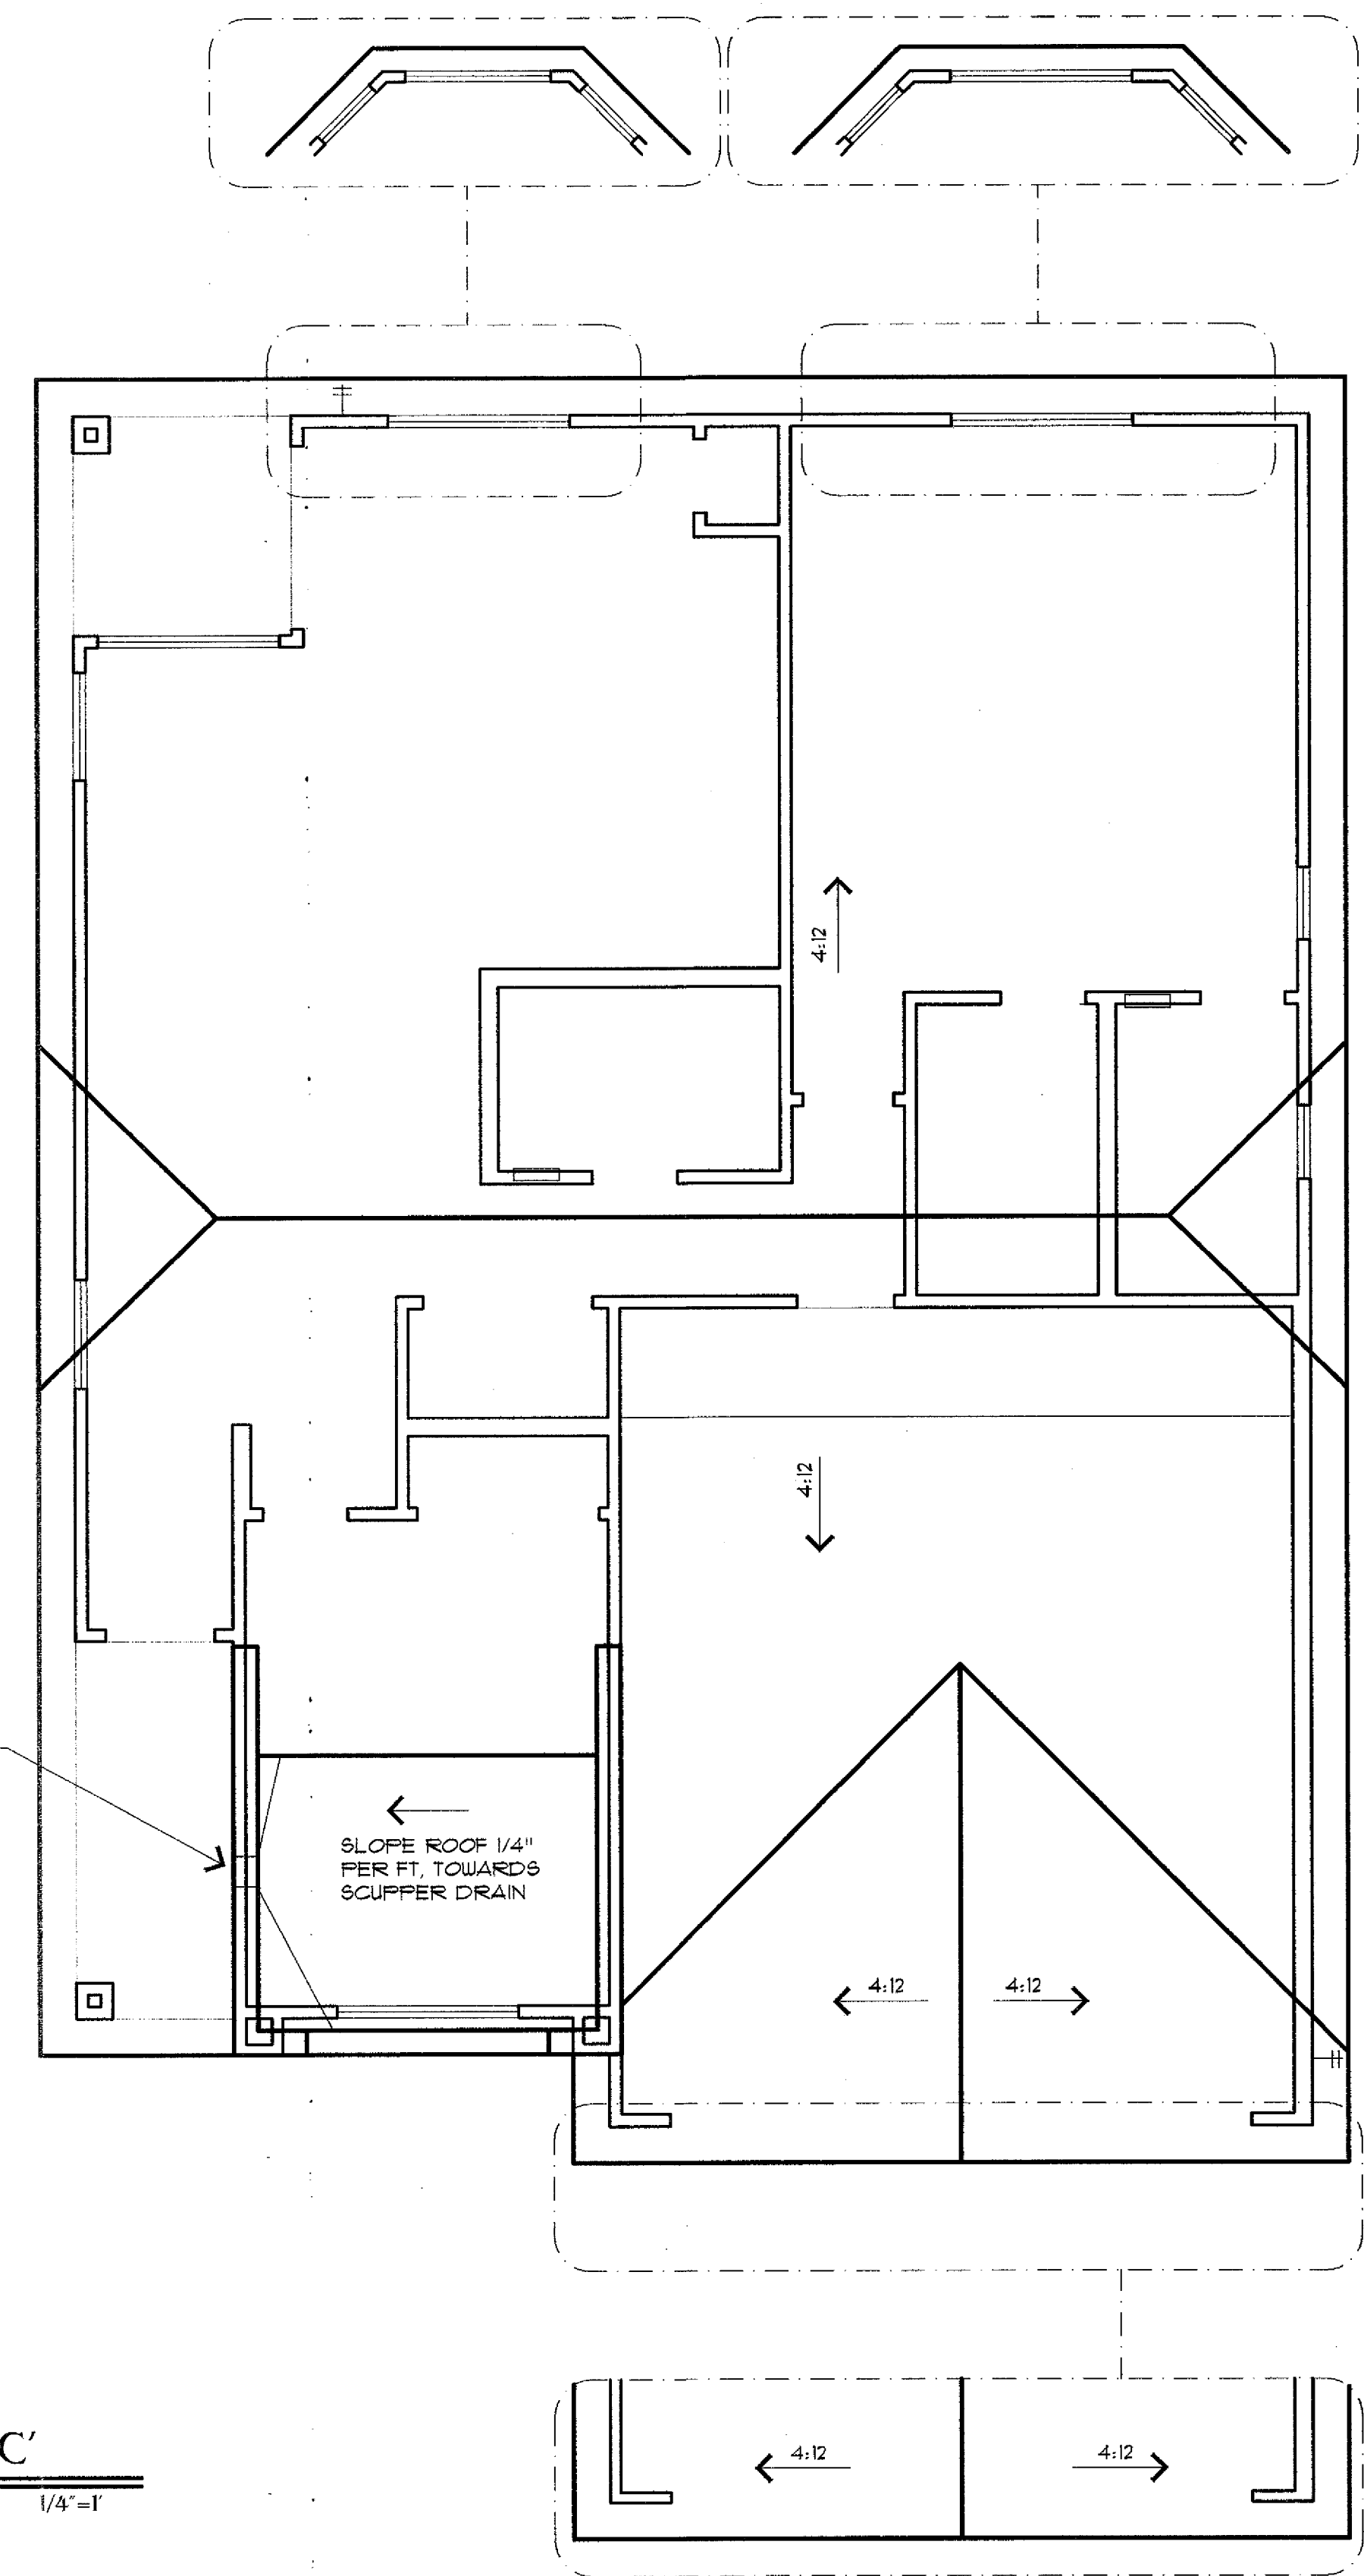 4:12
4:12
SLOPE ROOF 1/4"
PER FT, TOWARDS
SCUPPER DRAIN
4:12
4:12
C'
1/4"=1'
4:12
4:12